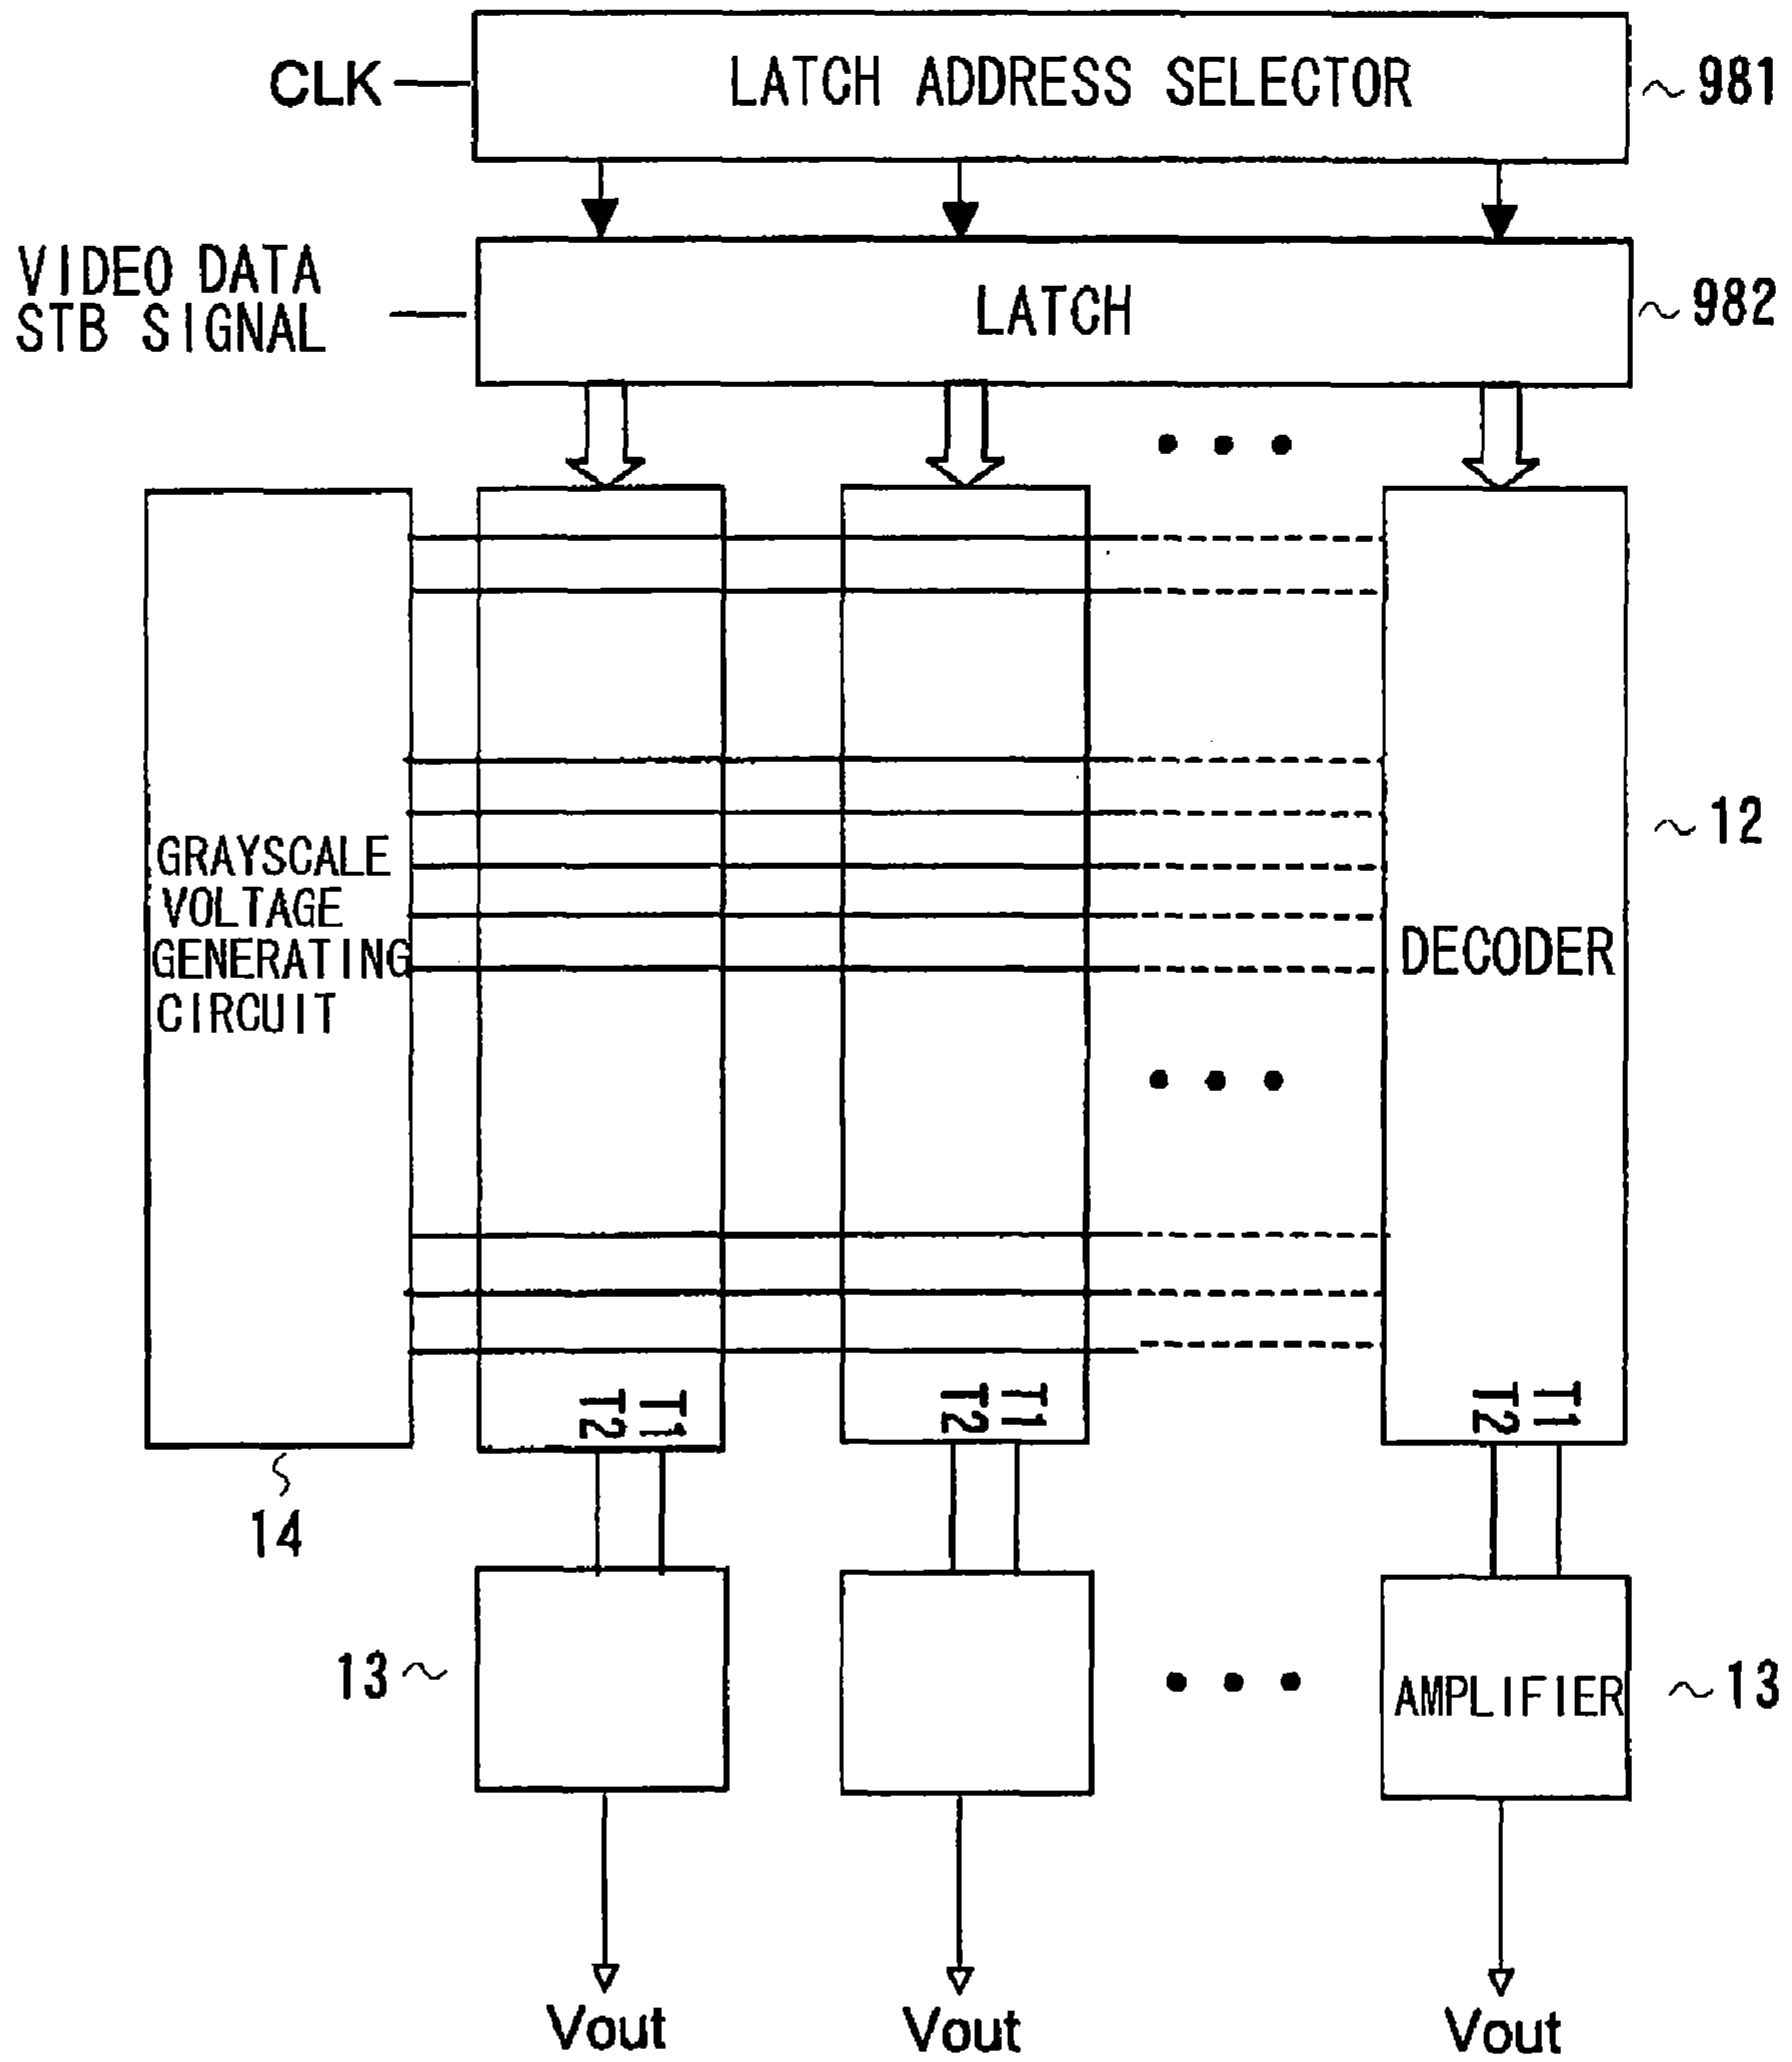 CLK
LATCH ADDRESS SELECTOR
981
VIDEO DATA
STB SIGNAL
LATCH
982
GRAYSCALE
VOLTAGE
GENERATING
CIRCUIT
DECODER
12
T2 T1
T2 T1
T2 T1
14
13
AMPLIFIER
13
Vout
Vout
Vout